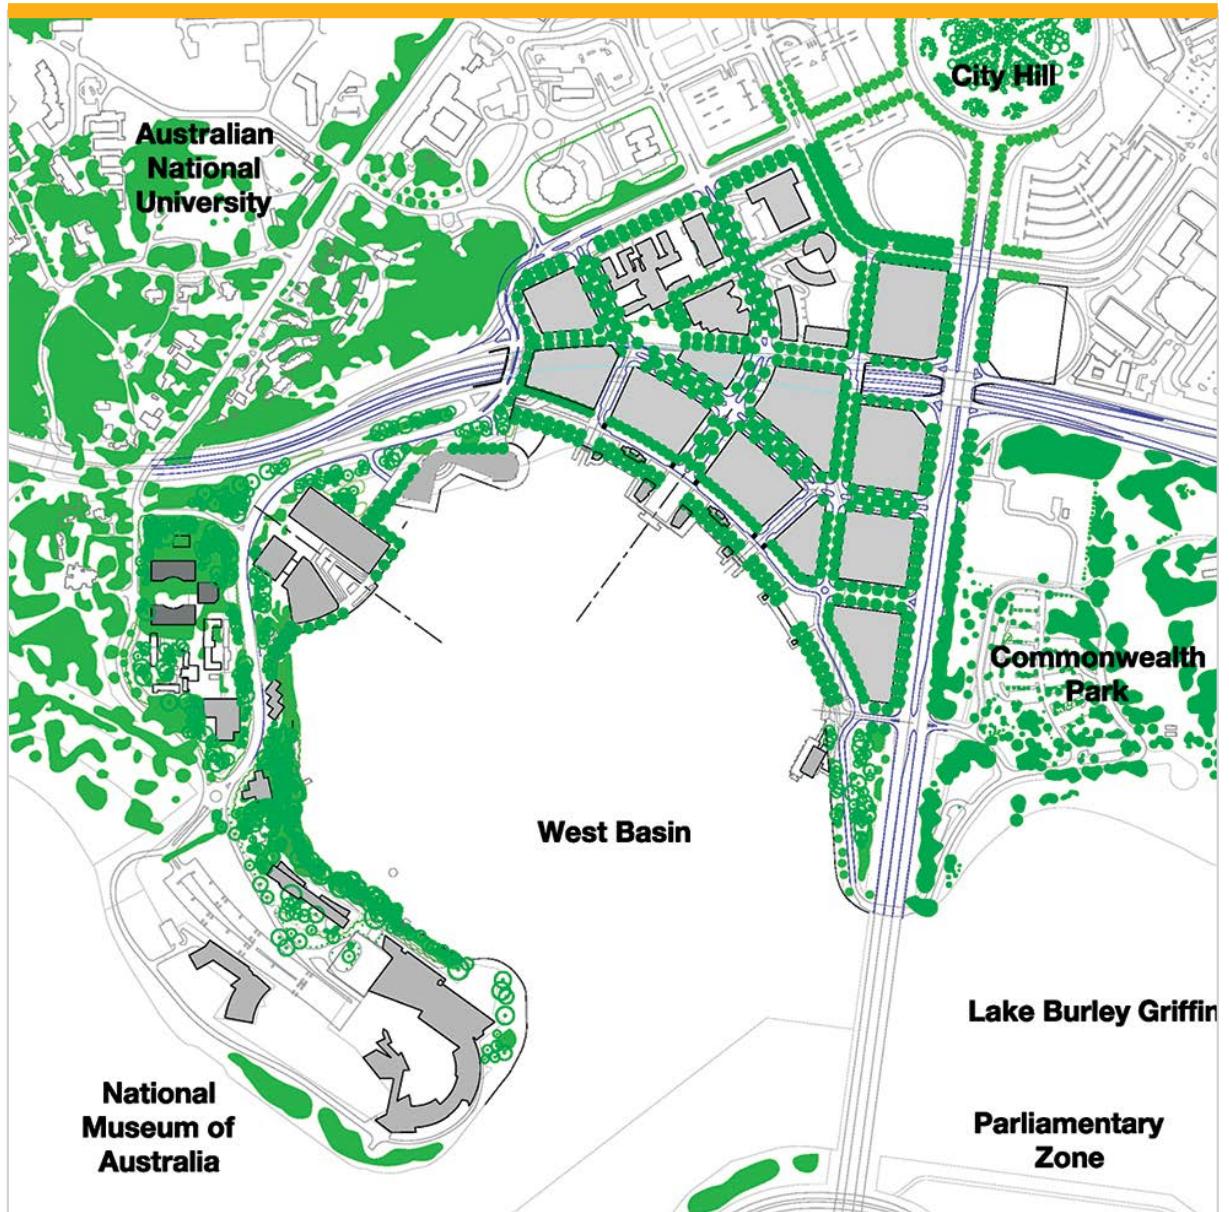 City Hill
Australian
National
University
Commonwealth
Park
West Basin
Lake Burley Griffin
National
Museum of
Australia
Parliamentary
Zone